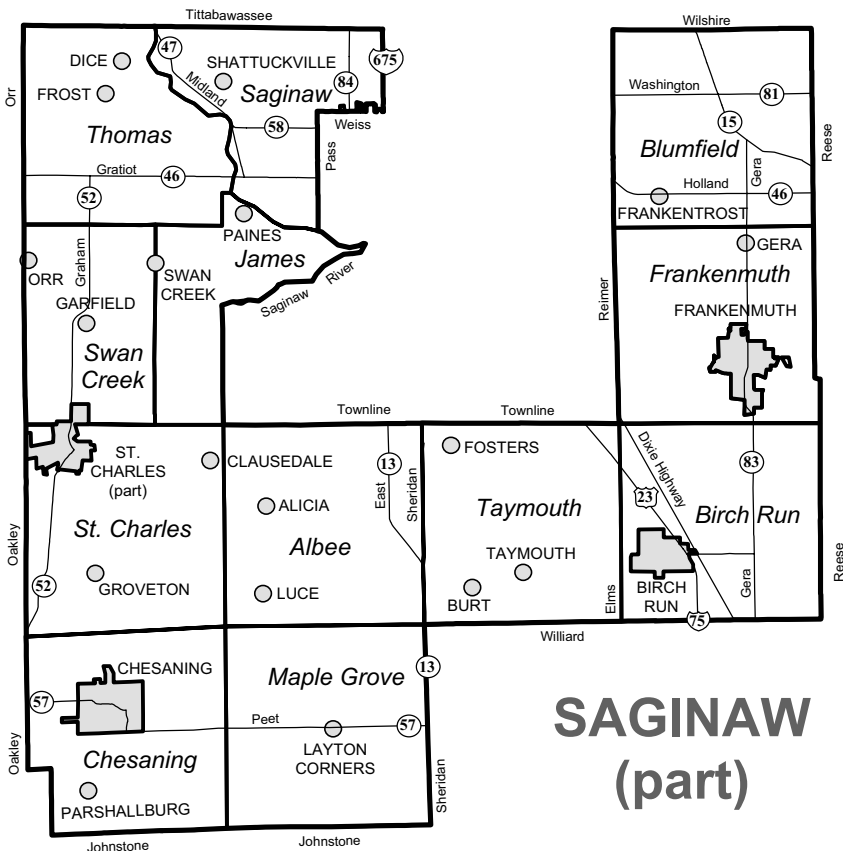 Tittabawassee
Wilshire
47
DICE
SHATTUCKVILLE
675
Orr
Midland
84
FROST
Saginaw
Washington
81
Thomas
58
Weiss
15
Reese
Pass
Blumfield
Gera
Gratiot
46
Holland
46
52
FRANKENTROST
PAINES
GERA
James
Graham
ORR
SWAN
CREEK
Saginaw River
Frankenmuth
GARFIELD
Reimer
FRANKENMUTH
Swan
Creek
Townline
Townline
ST.
CHARLES
(part)
CLAUSEDALE
13
FOSTERS
Dixie Highway
83
East
Sheridan
23
ALICIA
Taymouth
Birch Run
St. Charles
Albee
Oakley
TAYMOUTH
52
GROVETON
LUCE
BURT
Elms
BIRCH
RUN
Gera
Reese
75
Williard
CHESANING
Maple Grove
13
57
Peet
57
Oakley
Chesaning
LAYTON
CORNERS
Sheridan
PARSHALLBURG
Johnstone
Johnstone
SAGINAW
(part)